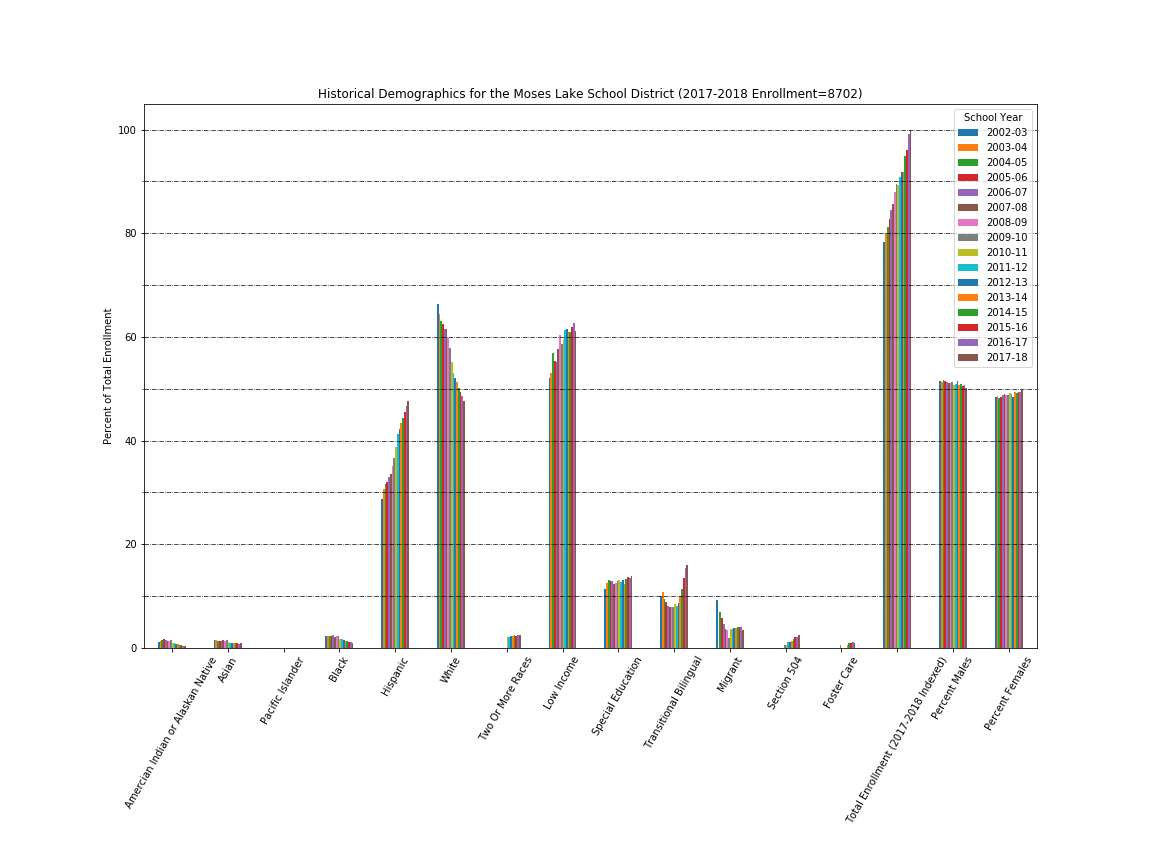 Historical Demographics for the Moses Lake School District (2017-2018 Enrollment=8702)
Percent of Total Enrollment
100
80
60
40
20
0
School Year
2002-03
2003-04
2004-05
2005-06
2006-07
2007-08
2008-09
2009-10
2010-11
2011-12
2012-13
2013-14
2014-15
2015-16
2016-17
2017-18
Amercian Indian or Alaskan Native
Asian
Pacific Islander
Black
Hispanic
White
Two Or More Races
Low Income
Special Education
Transitional Bilingual
Migrant
Section 504
Foster Care
Total Enrollment (2017-2018 Indexed)
Percent Males
Percent Females